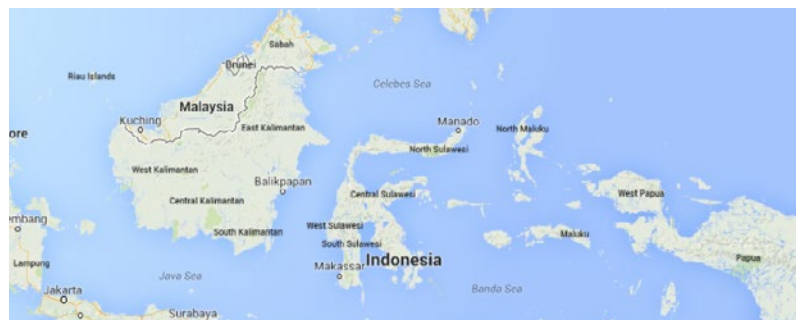 Sabah
Brunei
Riau Islands
Celebes Sea
Malaysia
Kuching
Manado
ore
East Kalimantan
North Maluku
North Sulawesi
West Kalimantan
Balikpapan
Central Sulawesi
West Papua
Central Kalimantan
embang
West Sulawesi
South Kalimantan
Maluku
South Sulawesi
Indonesia
Papua
Lampung
Makassar
Java Sea
Banda Sea
Jakarta
Surabaya